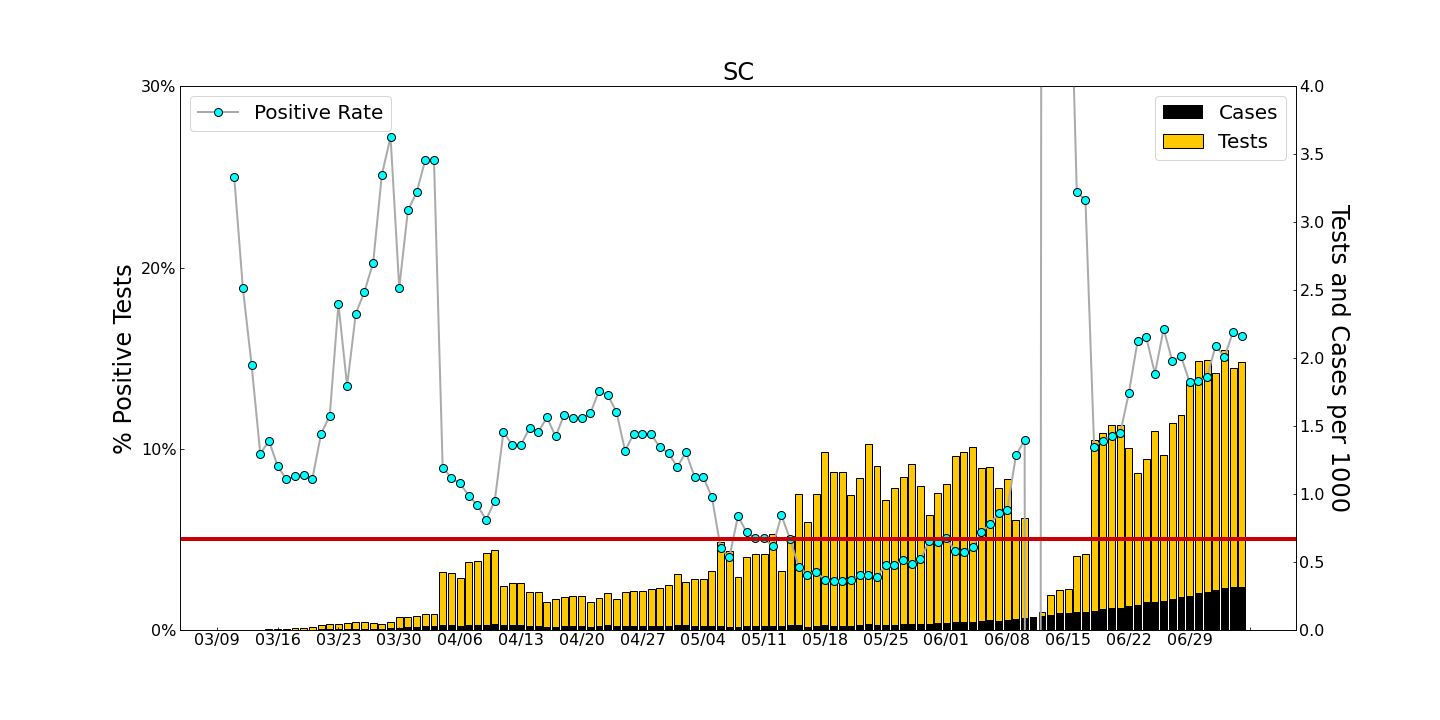 SC
Positive Rate
Cases
Tests
30%
20%
10%
0%
% Positive Tests
4.0
3.5
3.0
2.5
2.0
1.5
1.0
0.5
0.0
Tests and Cases per 1000
03/09 03/16 03/23 03/30 04/06 04/13 04/20 04/27 05/04 05/11 05/18 05/25 06/01 06/08 06/15 06/22 06/29